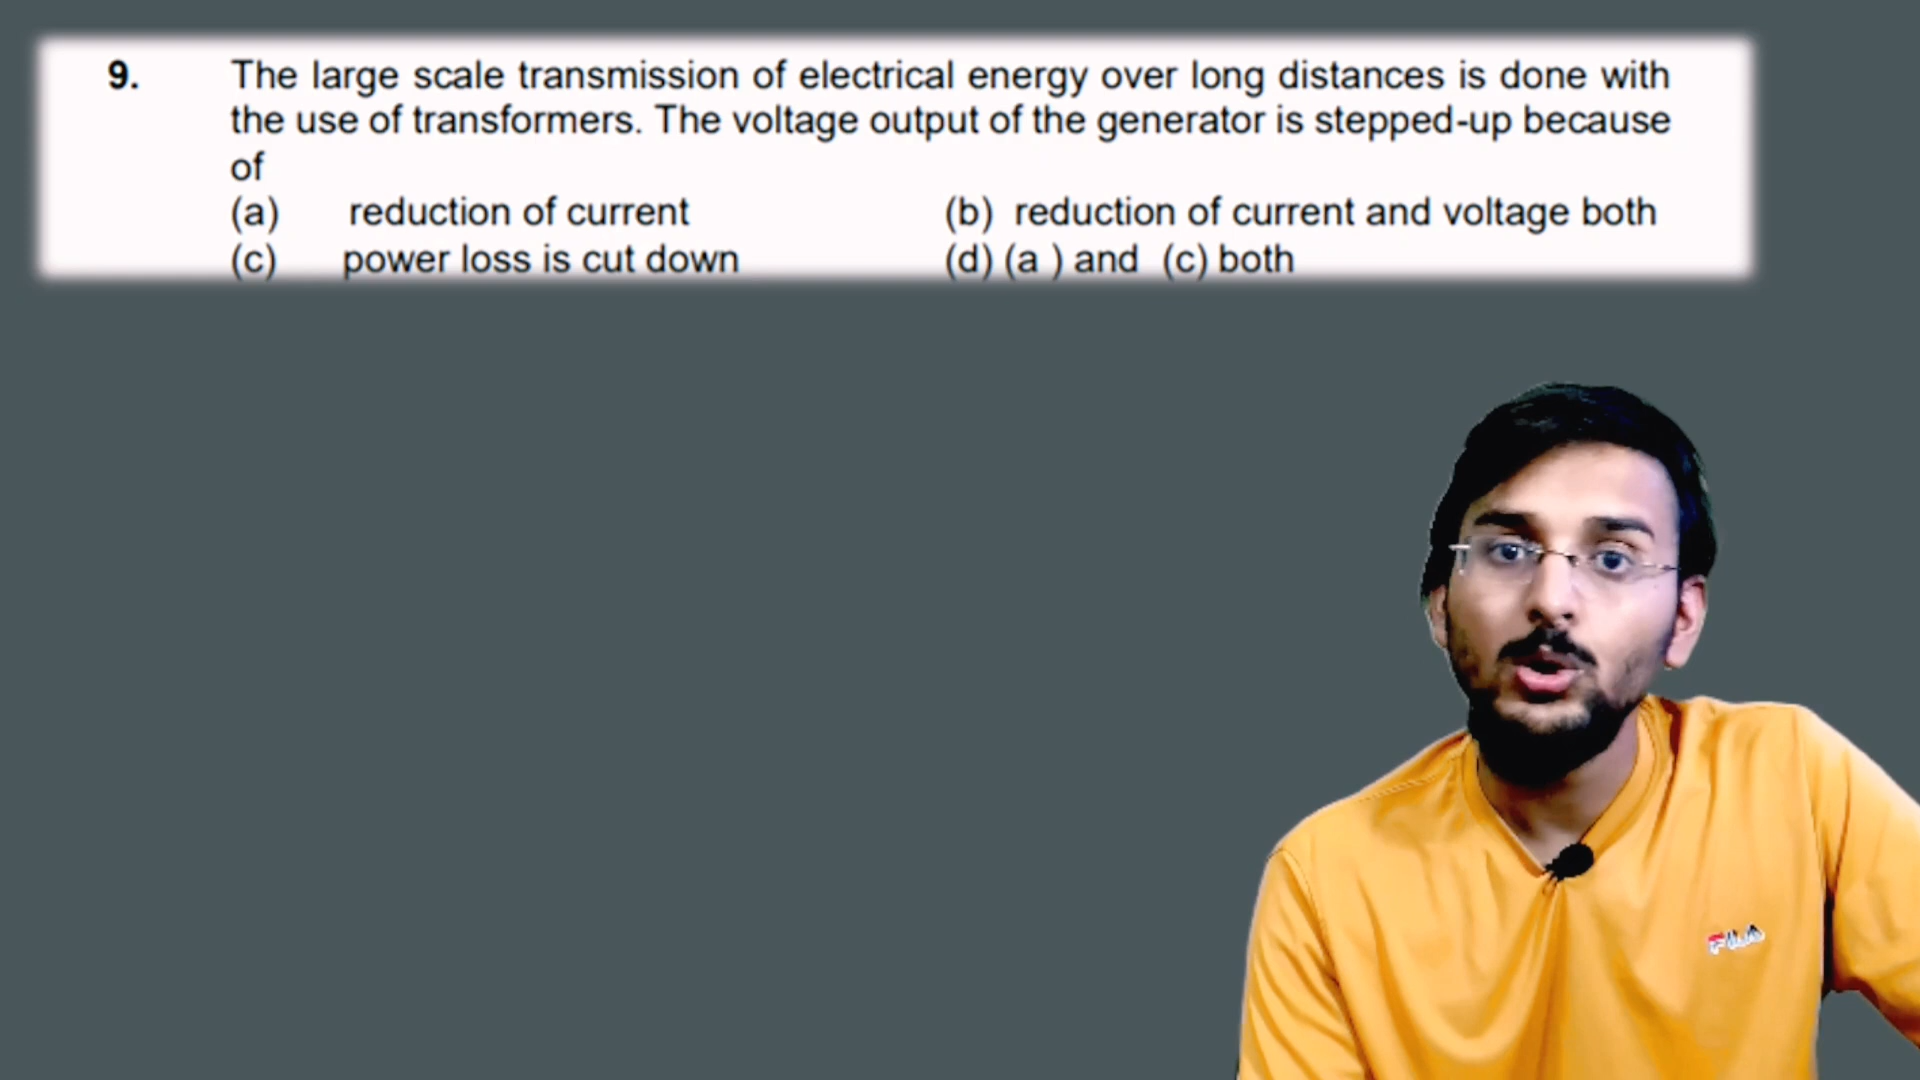 9. The large scale transmission of electrical energy over long distances is done with
the use of transformers. The voltage output of the generator is stepped-up because
of
(a) reduction of current (b) reduction of current and voltage both
(c) power loss is cut down (d) (a ) and (c) both
FILA